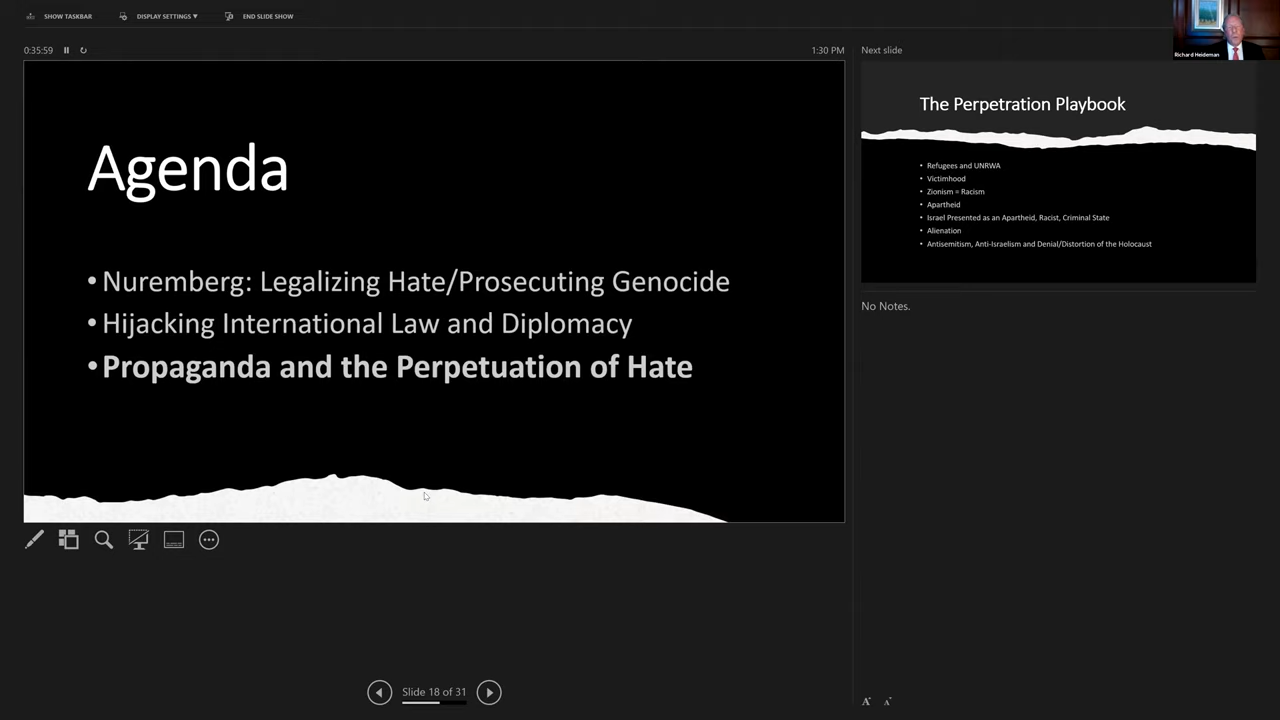 SHOW TASKBAR
DISPLAY SETTINGS ▾
END SLIDE SHOW
0:35:59
1:30 PM
Agenda
• Nuremberg: Legalizing Hate/Prosecuting Genocide
• Hijacking International Law and Diplomacy
• Propaganda and the Perpetuation of Hate
Slide 18 of 31
Richard Heideman
Next slide
The Perpetration Playbook
• Refugees and UNRWA
• Victimhood
• Zionism = Racism
• Apartheid
• Israel Presented as an Apartheid, Racist, Criminal State
• Alienation
• Antisemitism, Anti-Israelism and Denial/Distortion of the Holocaust
No Notes.
A A